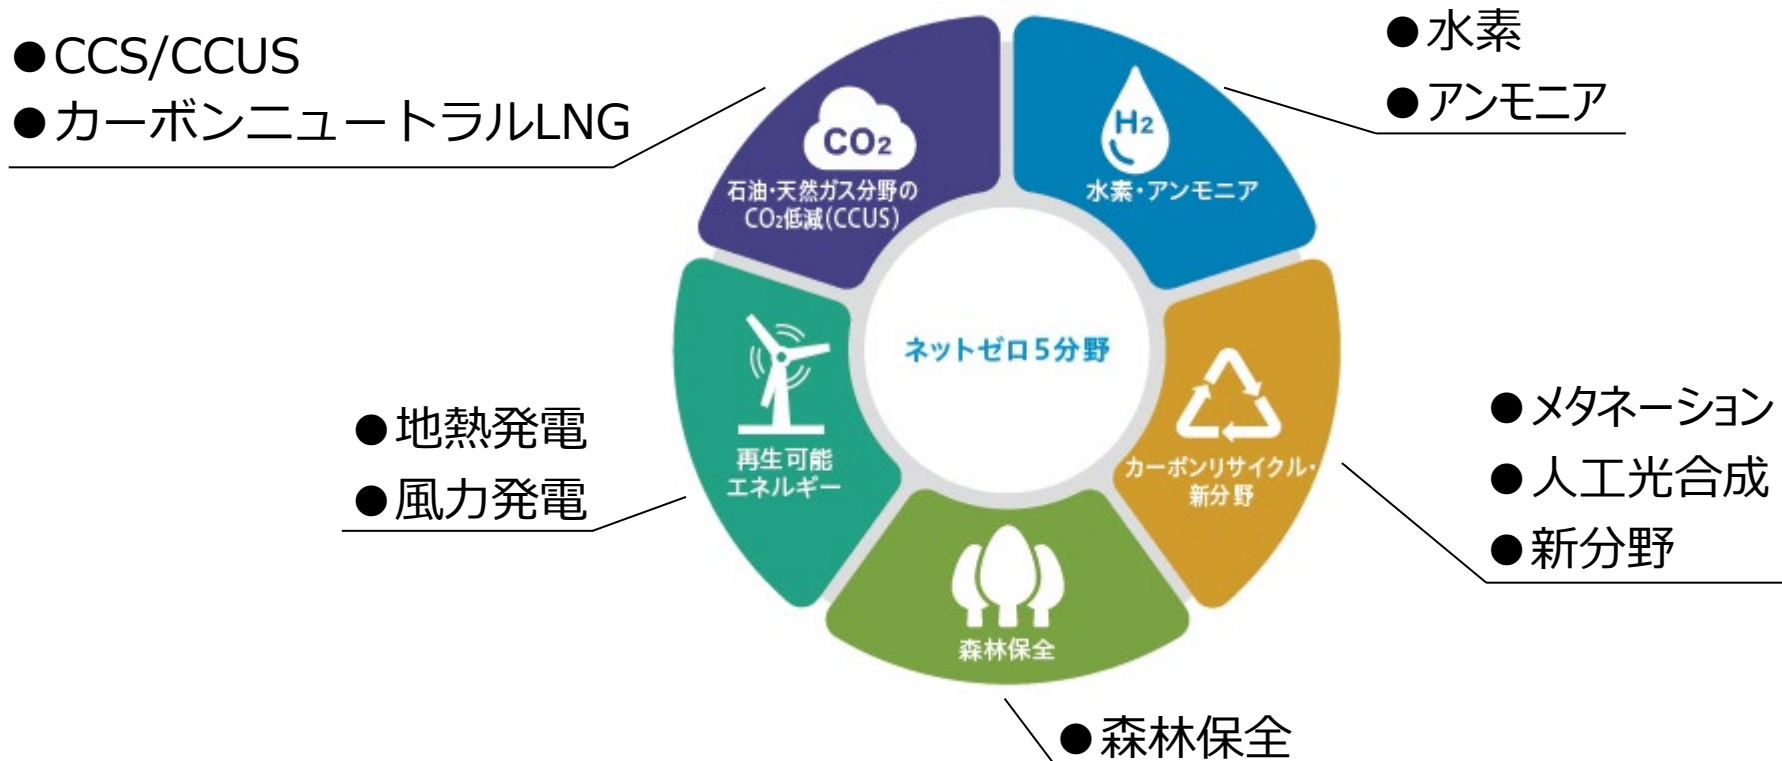 ●CCS/CCUS
●カーボンニュートラルLNG
●水素
●アンモニア
CO₂
石油・天然ガス分野の
CO₂低減(CCUS)
H₂
水素・アンモニア
ネットゼロ5分野
再生可能
エネルギー
●地熱発電
●風力発電
カーボンリサイクル・
新分野
●メタネーション
●人工光合成
●新分野
森林保全
●森林保全